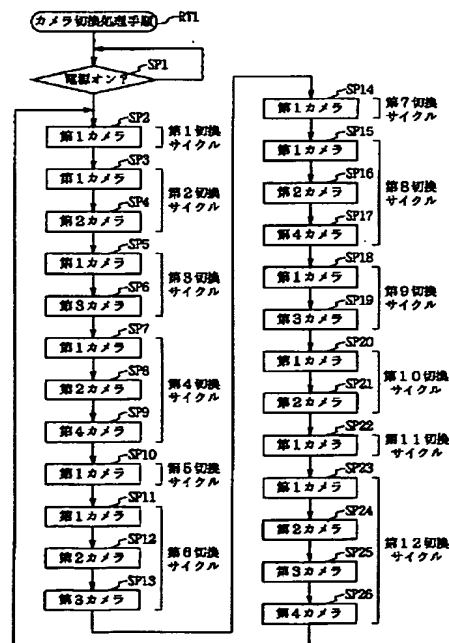 カメラ切換処理手順
RT1
SP1
電源オン?
SP2
第1カメラ
第1切換
サイクル
SP3
第1カメラ
SP4
第2カメラ
第2切換
サイクル
SP5
第1カメラ
SP6
第3カメラ
第3切換
サイクル
SP7
第1カメラ
SP8
第2カメラ
SP9
第4カメラ
第4切換
サイクル
SP10
第1カメラ
第5切換
サイクル
SP11
第1カメラ
SP12
第2カメラ
SP13
第3カメラ
第6切換
サイクル
SP14
第1カメラ
第7切換
サイクル
SP15
第1カメラ
SP16
第2カメラ
SP17
第4カメラ
第8切換
サイクル
SP18
第1カメラ
SP19
第3カメラ
第9切換
サイクル
SP20
第1カメラ
SP21
第2カメラ
第10切換
サイクル
SP22
第1カメラ
第11切換
サイクル
SP23
第1カメラ
SP24
第2カメラ
SP25
第3カメラ
SP26
第4カメラ
第12切換
サイクル